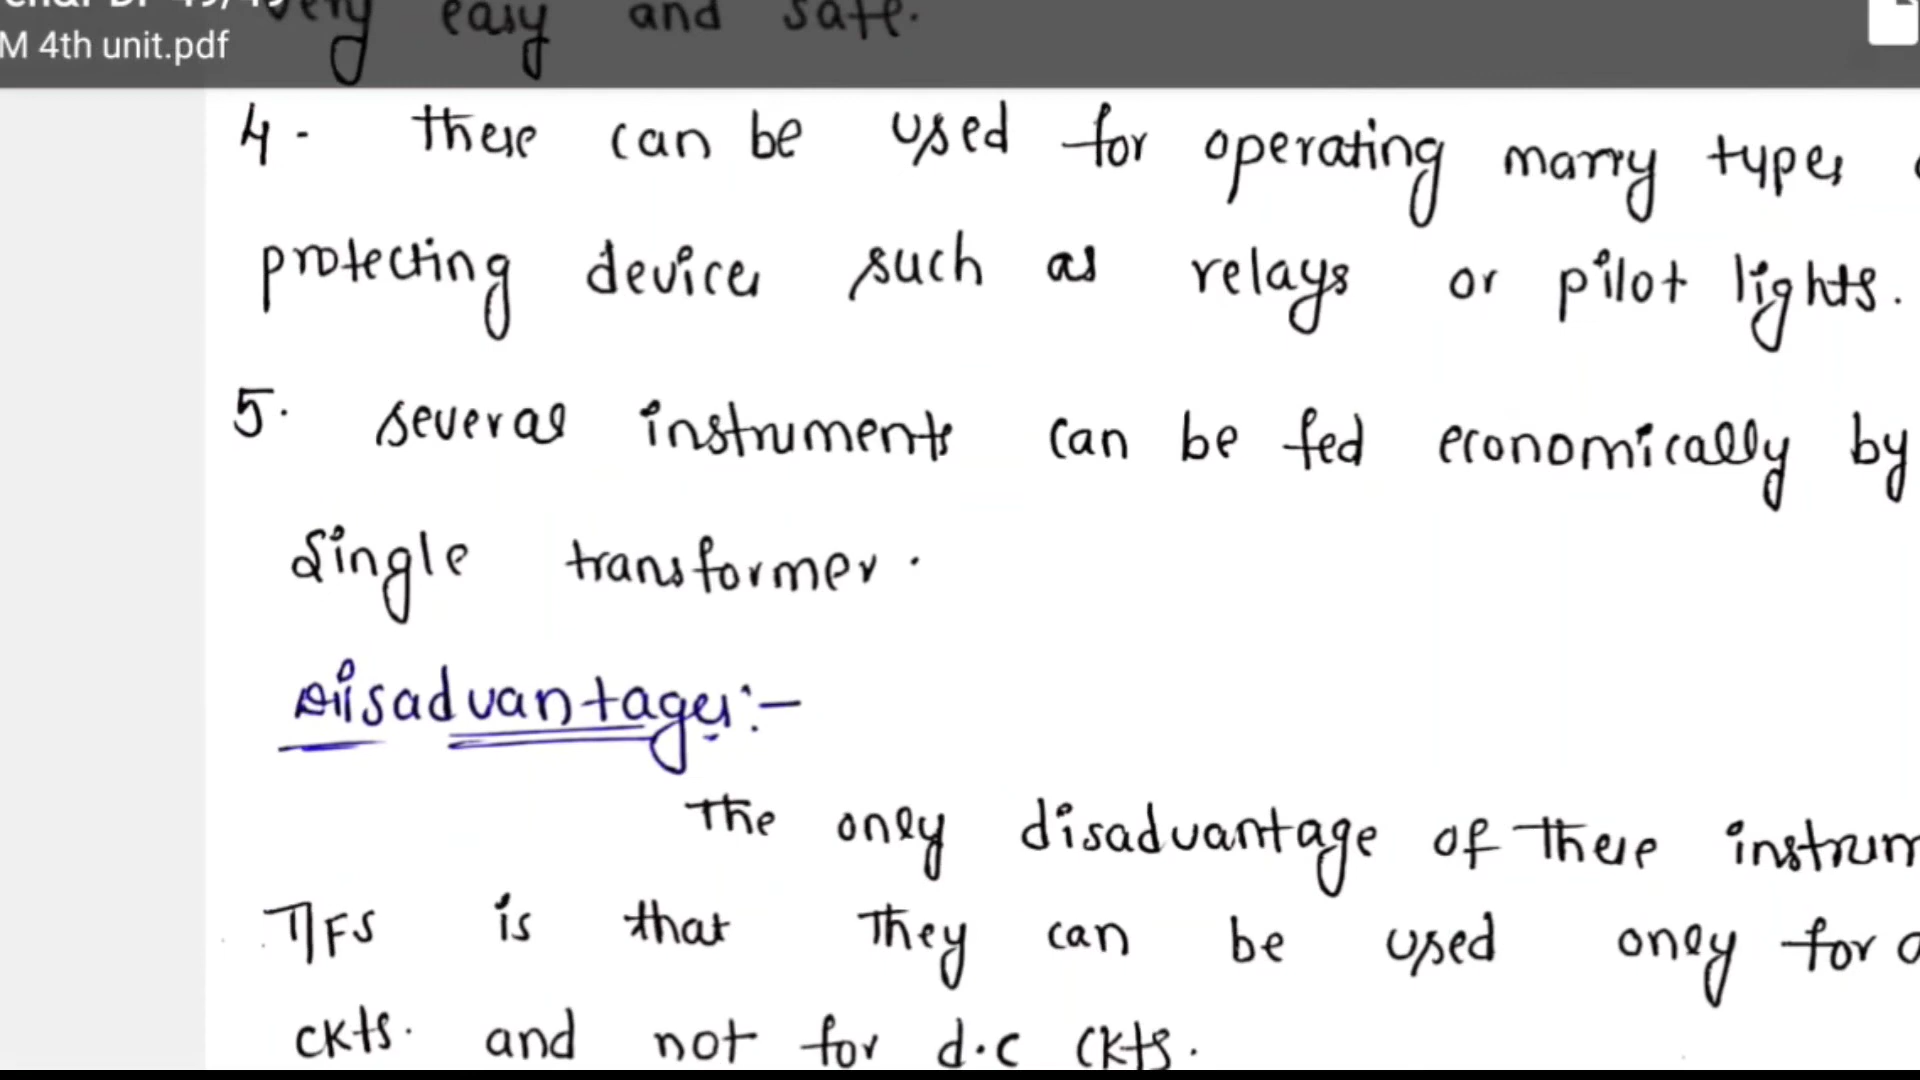 very easy and safe.
M 4th unit.pdf
4. these can be used for operating many types
protecting devices such as relays or pilot lights.
5. several instruments can be fed economically by
single transformer.
Disadvantages:-
The only disadvantage of these instrum
T/FS is that they can be used only for a
ckts. and not for d.c ckts.